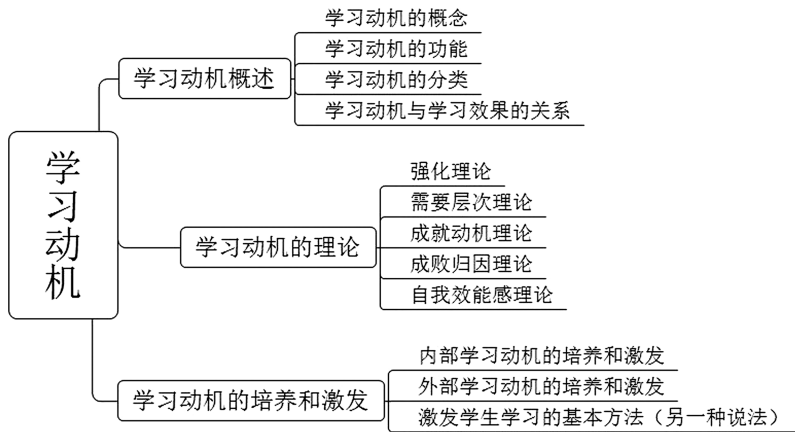 学习动机
学习动机概述
学习动机的概念
学习动机的功能
学习动机的分类
学习动机与学习效果的关系
学习动机的理论
强化理论
需要层次理论
成就动机理论
成败归因理论
自我效能感理论
学习动机的培养和激发
内部学习动机的培养和激发
外部学习动机的培养和激发
激发学生学习的基本方法（另一种说法）